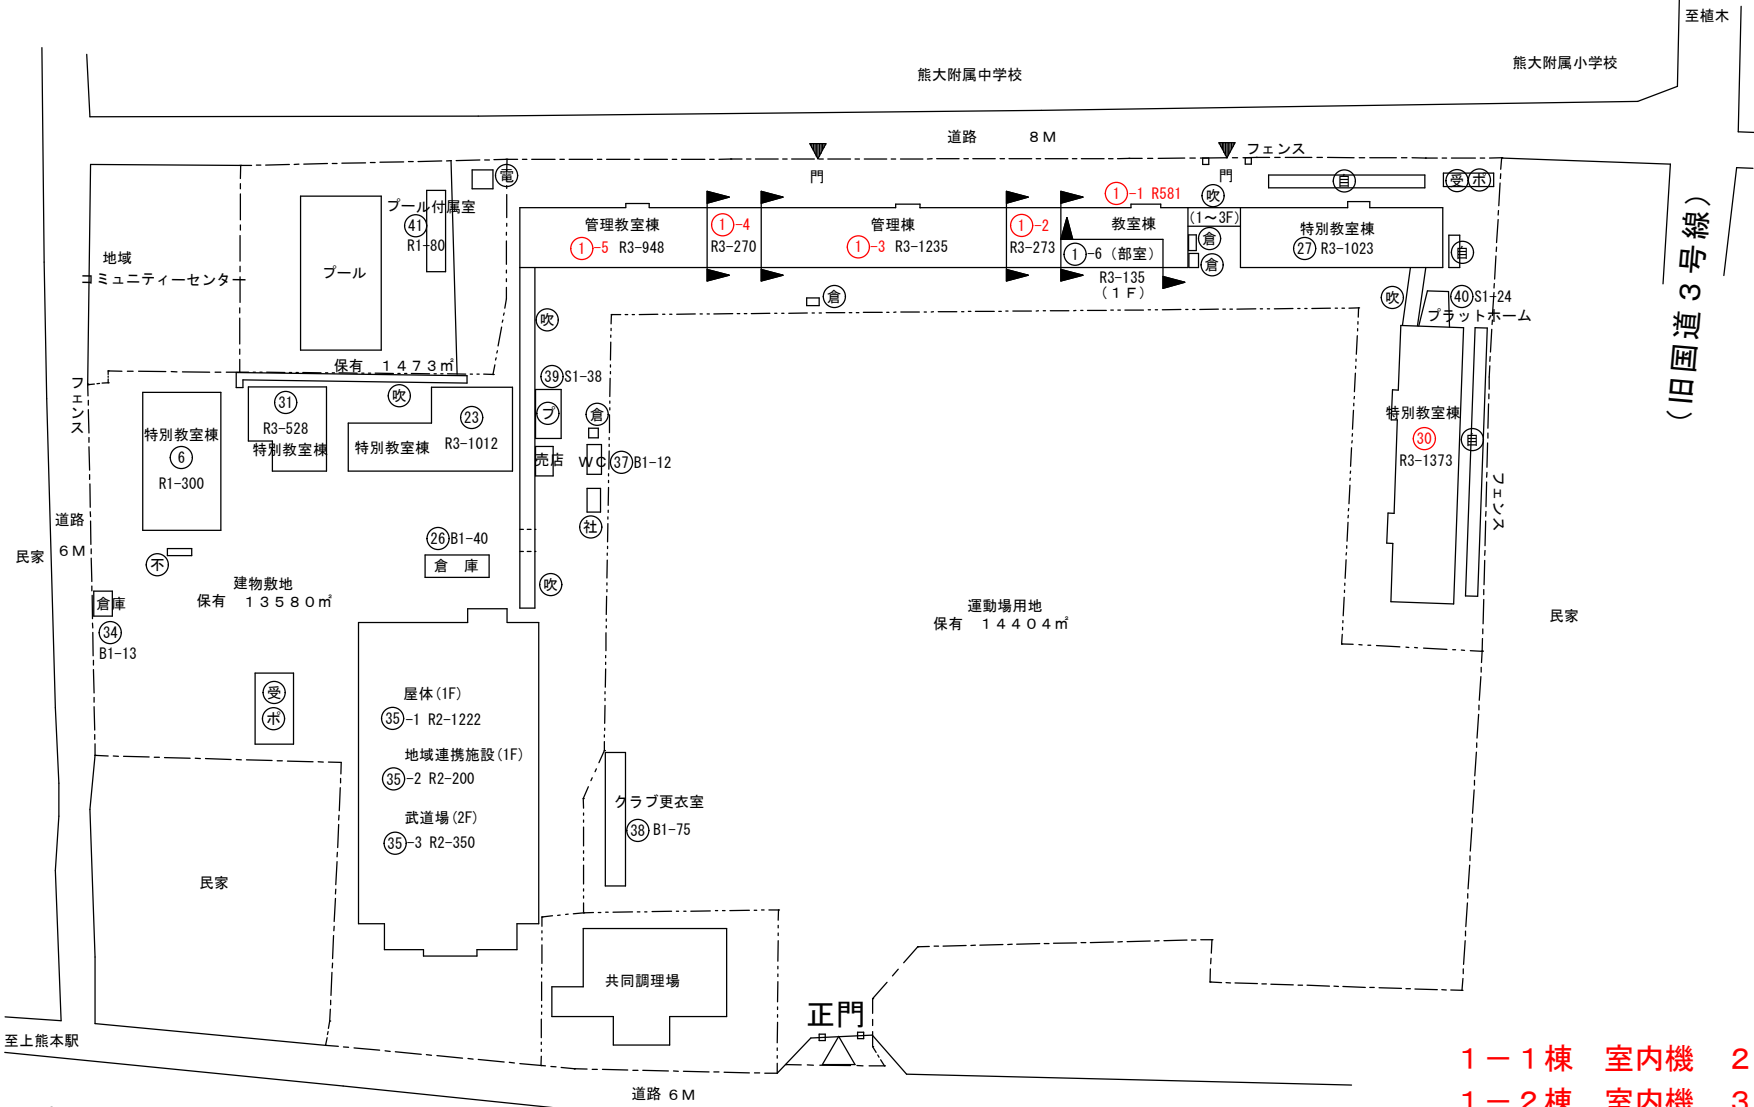 至植木
熊大附属中学校
熊大附属小学校
道路　　8M
門
フェンス
門
電
自
受 ポ
プール付属室
41
R1-80
プール
地域
コミュニティーセンター
管理教室棟
①-5 R3-948
①-4
R3-270
管理棟
①-3 R3-1235
①-2
R3-273
①-1 R581
教室棟
①-6（部室）
R3-135
（1F）
吹
(1～3F)
倉
倉
特別教室棟
27 R3-1023
自
（旧国道3号線）
倉
吹
吹
40 S1-24
プラットホーム
保有　1473㎡
フェンス
吹
39 S1-38
プ
倉
売店
WC 37 B1-12
社
特別教室棟
6
R1-300
31
R3-528
特別教室棟
23
R3-1012
特別教室棟
特別教室棟
30
R3-1373
自
フェンス
道路
6M
民家
不
26 B1-40
倉　庫
吹
建物敷地
保有　13580㎡
倉庫
34
B1-13
運動場用地
保有　14404㎡
民家
受
ポ
屋体(1F)
35-1 R2-1222
地域連携施設(1F)
35-2 R2-200
武道場(2F)
35-3 R2-350
クラブ更衣室
38 B1-75
民家
共同調理場
正門
至上熊本駅
道路 6M
1－1棟　室内機　2
1－2棟　室内機　3